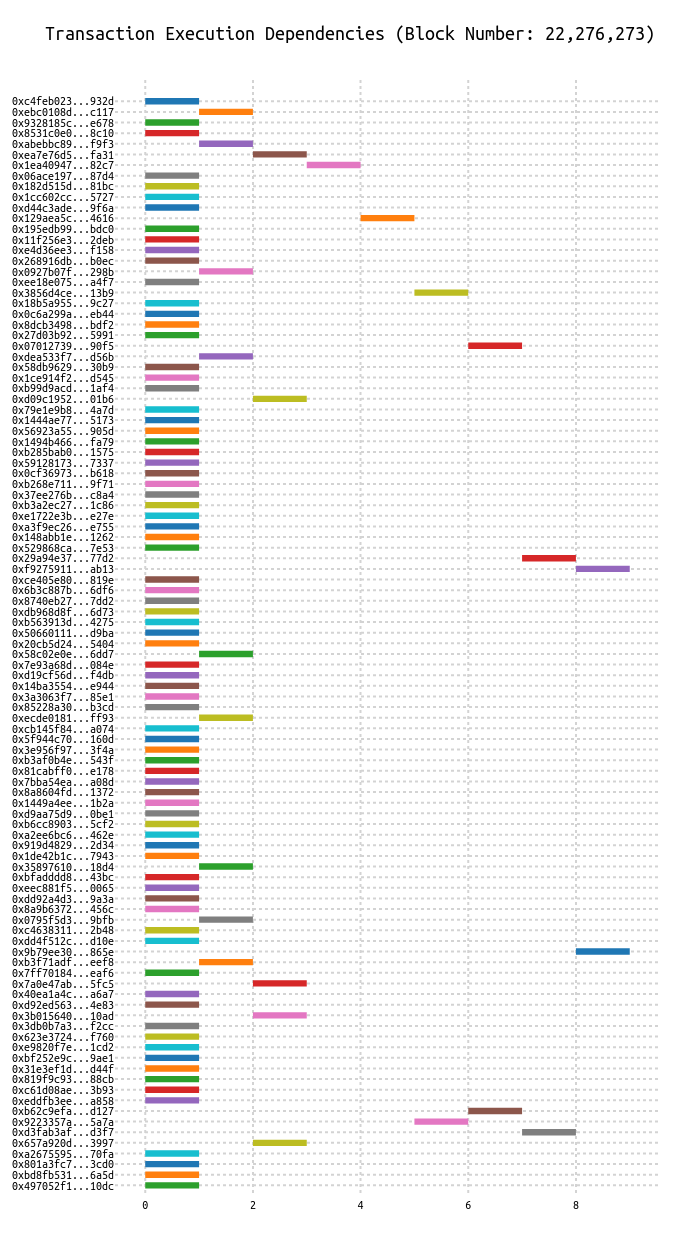 Transaction Execution Dependencies (Block Number: 22,276,273)
0xc4feb023...932d
0xebc0108d...c117
0x9328185c...e678
0x8531c0e0...8c10
0xabebbc89...f9f3
0xea7e76d5...fa31
0x1ea40947...82c7
0x06ace197...87d4
0x182d515d...81bc
0x1cc602cc...5727
0xd44c3ade...9f6a
0x129aea5c...4616
0x195edb99...bdc0
0x11f256e3...2deb
0xe4d36ee3...f158
0x268916db...b0ec
0x0927b07f...298b
0xee18e075...a4f7
0x3856d4ce...13b9
0x18b5a955...9c27
0x0c6a299a...eb44
0x8dcb3498...bdf2
0x27d03b92...5991
0x07012739...90f5
0xdea533f7...d56b
0x58db9629...30b9
0x1ce914f2...d545
0xb99d9acd...1af4
0xd09c1952...01b6
0x79e1e9b8...4a7d
0x1444ae77...5173
0x56923a55...905d
0x1494b466...fa79
0xb285bab0...1575
0x59128173...7337
0x0cf36973...b618
0xb268e711...9f71
0x37ee276b...c8a4
0xb3a2ec27...1c86
0xe1722e3b...e27e
0xa3f9ec26...e755
0x148abb1e...1262
0x529868ca...7e53
0x29a94e37...77d2
0xf9275911...ab13
0xce405e80...819e
0x6b3c887b...6df6
0x8740eb27...7dd2
0xdb968d8f...6d73
0xb563913d...4275
0x50660111...d9ba
0x20cb5d24...5404
0x58c02e0e...6dd7
0x7e93a68d...084e
0xd19cf56d...f4db
0x14ba3554...e944
0x3a3063f7...85e1
0x85228a30...b3cd
0xecde0181...ff93
0xcb145f84...a074
0x5f944c70...160d
0x3e956f97...3f4a
0xb3af0b4e...543f
0x81cabff0...e178
0x7bba54ea...a08d
0x8a8604fd...1372
0x1449a4ee...1b2a
0xd9aa75d9...0be1
0xb6cc8903...5cf2
0xa2ee6bc6...462e
0x919d4829...2d34
0x1de42b1c...7943
0x35897610...18d4
0xbfadddd8...43bc
0xeec881f5...0065
0xdd92a4d3...9a3a
0x8a9b6372...456c
0x0795f5d3...9bfb
0xc4638311...2b48
0xdd4f512c...d10e
0x9b79ee30...865e
0xb3f71adf...eef8
0x7ff70184...eaf6
0x7a0e47ab...5fc5
0x40ea1a4c...a6a7
0xd92ed563...4e83
0x3b015640...10ad
0x3db0b7a3...f2cc
0x623e3724...f760
0xe9820f7e...1cd2
0xbf252e9c...9ae1
0x31e3ef1d...d44f
0x819f9c93...88cb
0xc61d08ae...3b93
0xeddfb3ee...a858
0xb62c9efa...d127
0x9223357a...5a7a
0xd3fab3af...d3f7
0x657a920d...3997
0xa2675595...70fa
0x801a3fc7...3cd0
0xbd8fb531...6a5d
0x497052f1...10dc
0 2 4 6 8